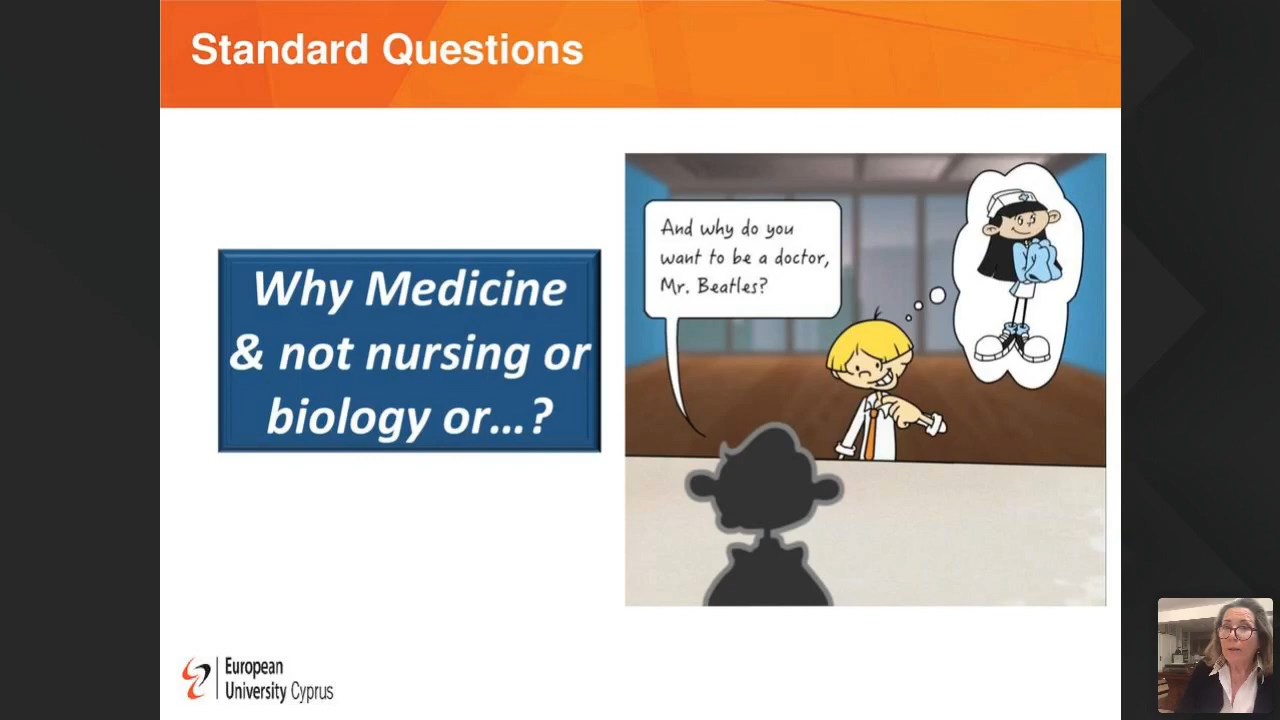 Standard Questions
Why Medicine
& not nursing or
biology or...?
And why do you
want to be a doctor,
Mr. Beatles?
European
University Cyprus